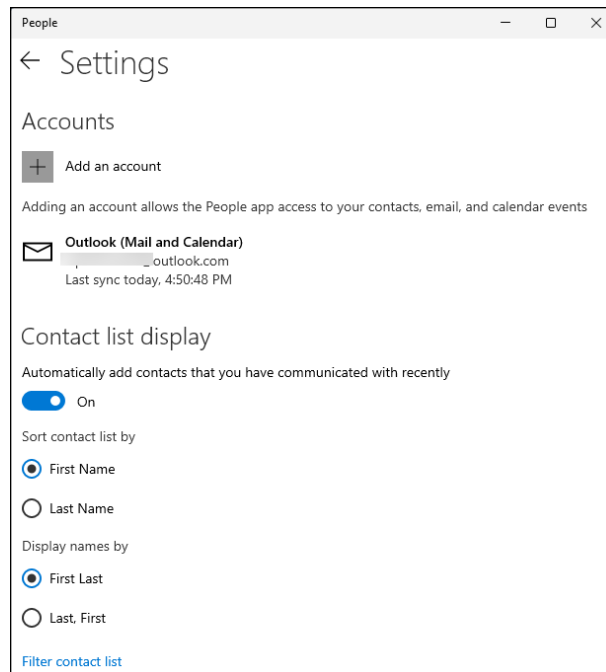 People
Settings
Accounts
Add an account
Adding an account allows the People app access to your contacts, email, and calendar events
Outlook (Mail and Calendar)
outlook.com
Last sync today, 4:50:48 PM
Contact list display
Automatically add contacts that you have communicated with recently
On
Sort contact list by
First Name
Last Name
Display names by
First Last
Last, First
Filter contact list